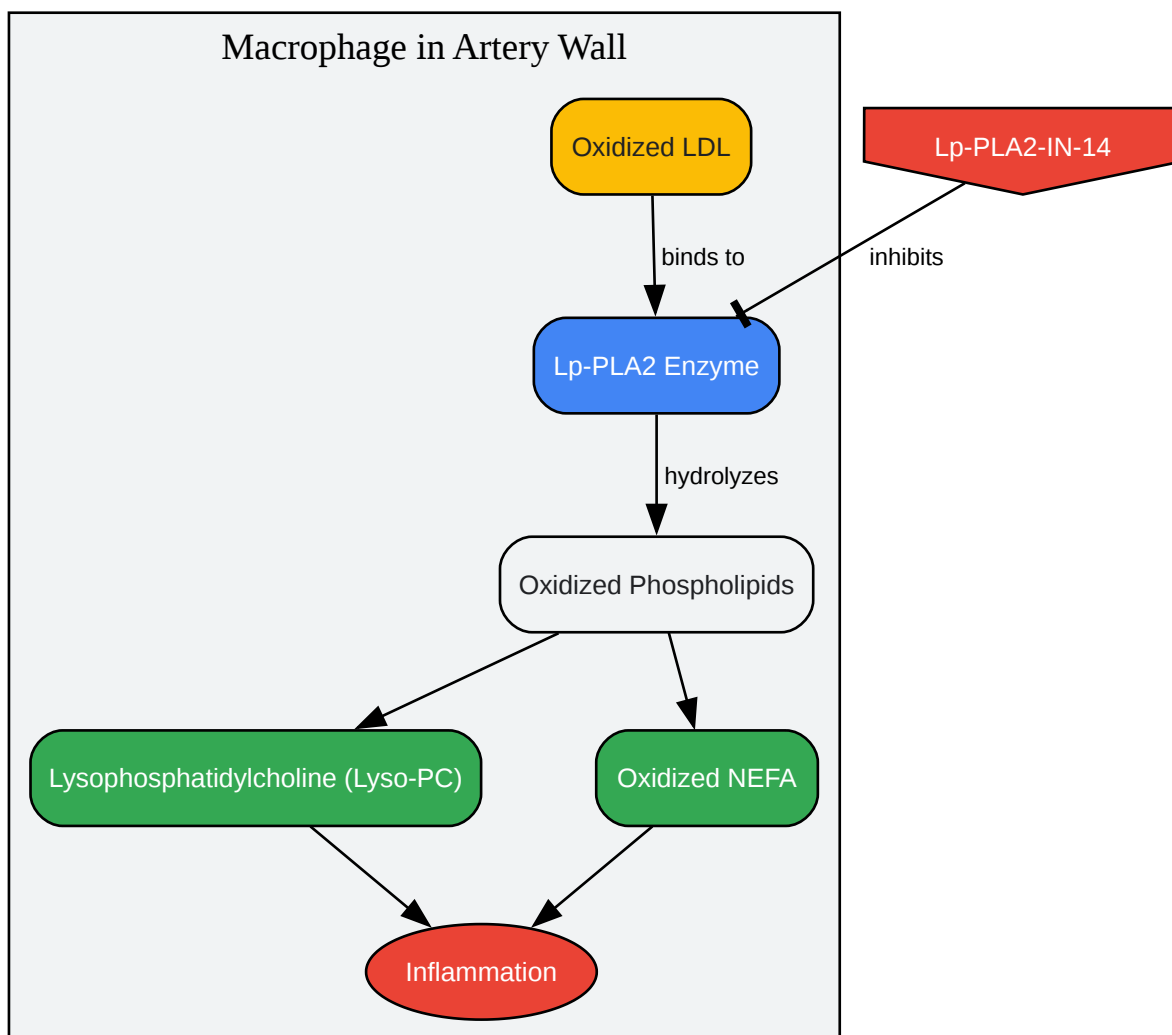 Macrophage in Artery Wall
Oxidized LDL
Lp-PLA2-IN-14
binds to
inhibits
Lp-PLA2 Enzyme
hydrolyzes
Oxidized Phospholipids
Lysophosphatidylcholine (Lyso-PC)
Oxidized NEFA
Inflammation